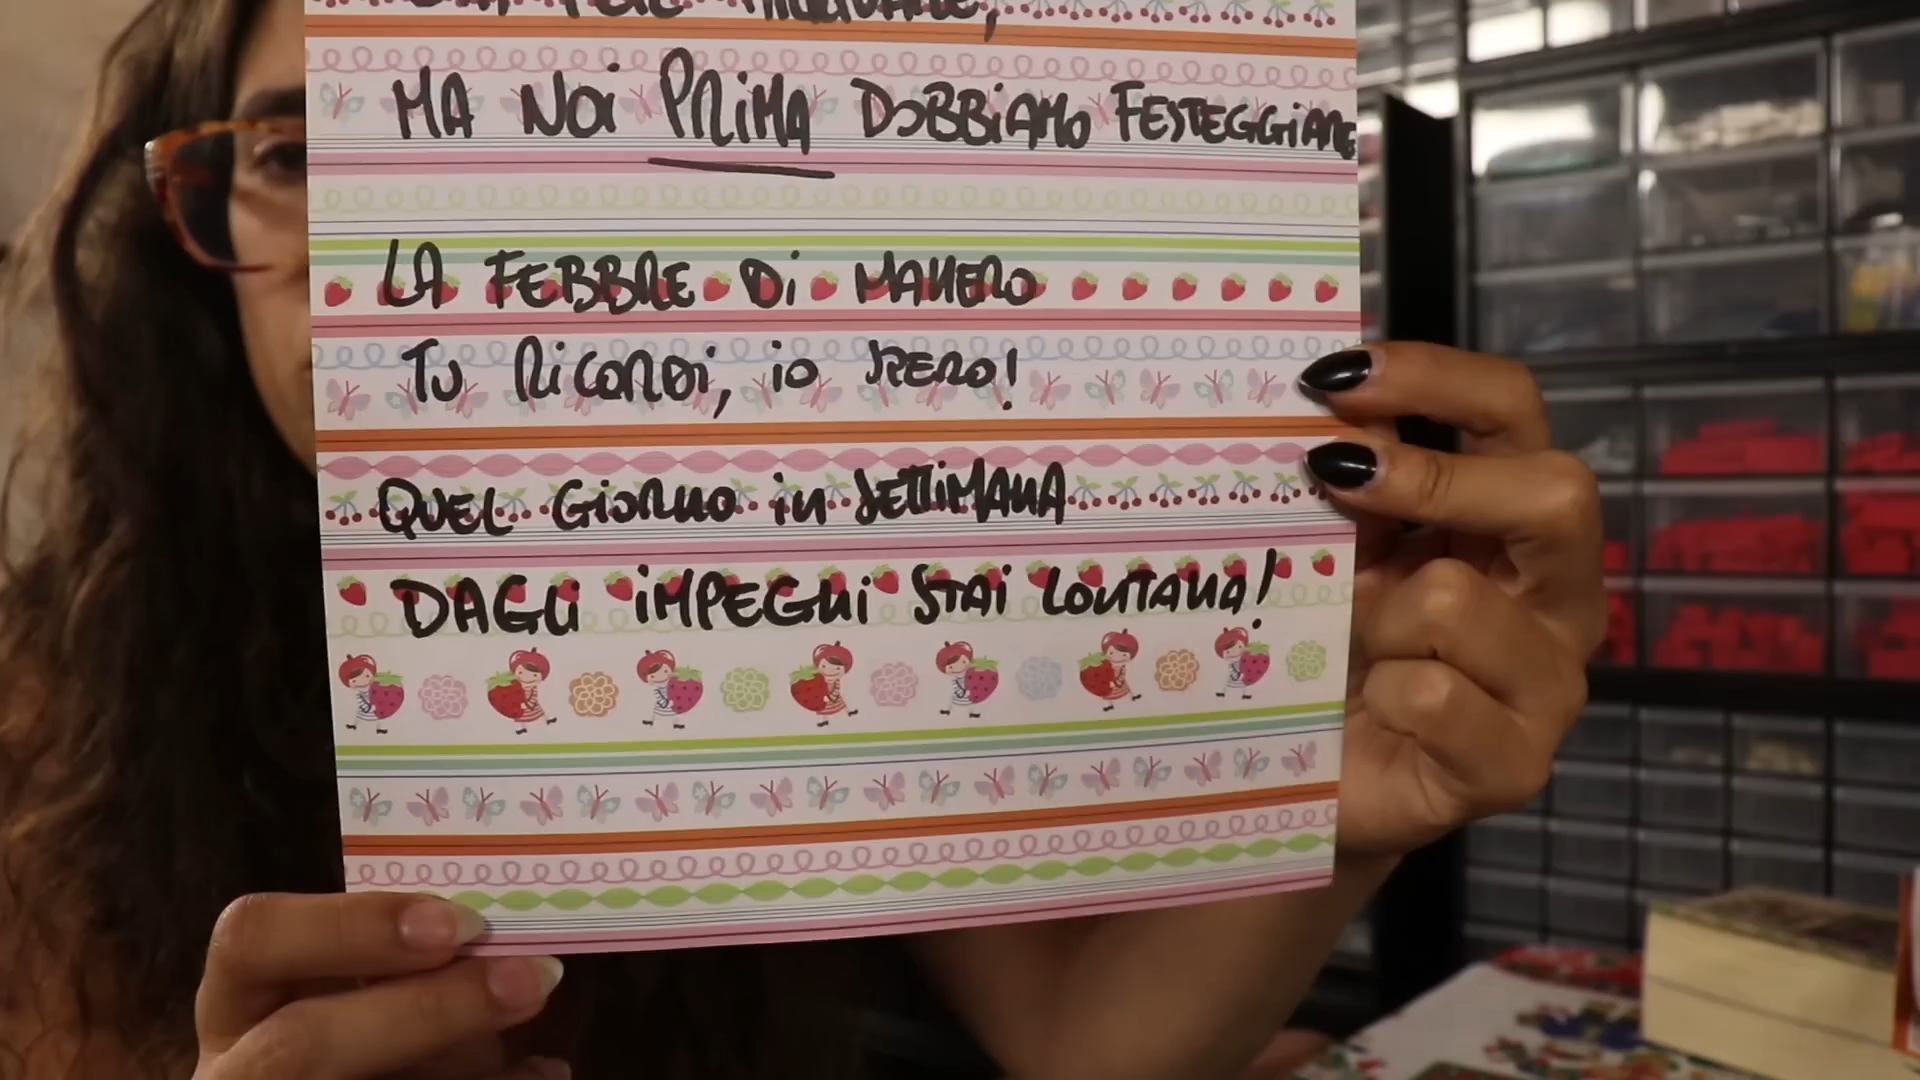 MA NOi PRiMA DOBBiAMO FESTEGGiARE
LA FEBBRE Di MANERO
TU RiCORDi, iO SPERO!
QUEL GiORNO iN SETTiMANA
DAGLi iMPEGNi STAi LONTANA!